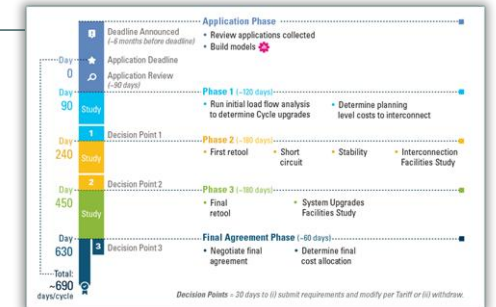 Application Phase
Deadline Announced
(~6 months before deadline)
• Review applications collected
• Build models
Day
0
Application Deadline
Application Review
(~90 days)
Day
90
Study
Phase 1 (~120 days)
• Run initial load flow analysis
to determine Cycle upgrades
• Determine planning
level costs to interconnect
1
Decision Point 1
Day
240
Study
Phase 2 (~180 days)
• First retool
• Short
circuit
• Stability
• Interconnection
Facilities Study
2
Decision Point 2
Day
450
Study
Phase 3 (~180 days)
• Final
retool
• System Upgrades
Facilities Study
Day
630
3
Decision Point 3
Final Agreement Phase (~60 days)
• Negotiate final
agreement
• Determine final
cost allocation
Total:
~690
days/cycle
Decision Points = 30 days to (i) submit requirements and modify per Tariff or (ii) withdraw.